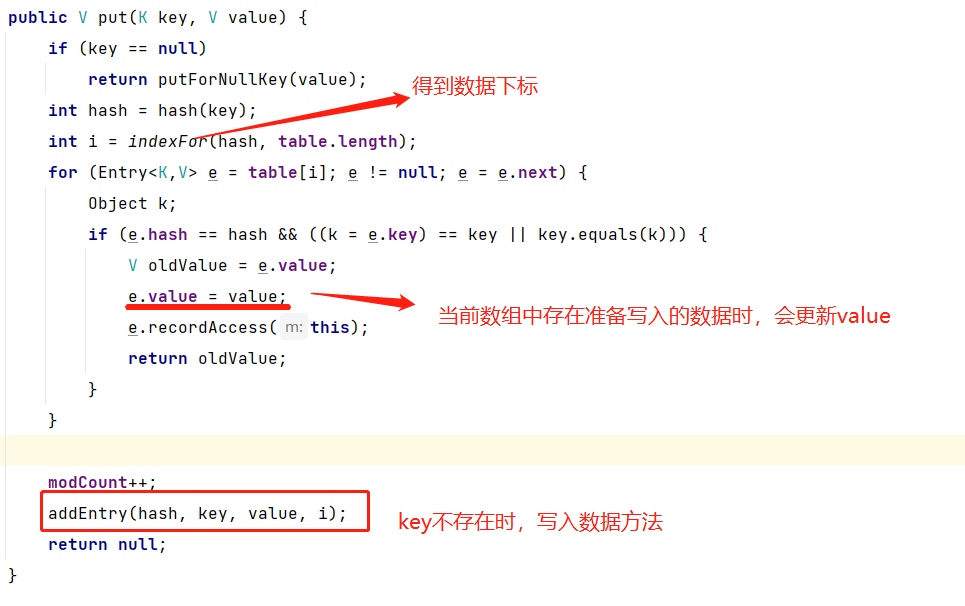 public V put(K key, V value) {
if (key == null)
return putForNullKey(value);
得到数据下标
int hash = hash(key);
int i = indexFor(hash, table.length);
for (Entry<K,V> e = table[i]; e != null; e = e.next) {
Object k;
if (e.hash == hash && ((k = e.key) == key || key.equals(k))) {
V oldValue = e.value;
e.value = value;
当前数组中存在准备写入的数据时，会更新value
e.recordAccess( m: this);
return oldValue;
}
}
modCount++;
addEntry(hash, key, value, i);
key不存在时，写入数据方法
return null;
}